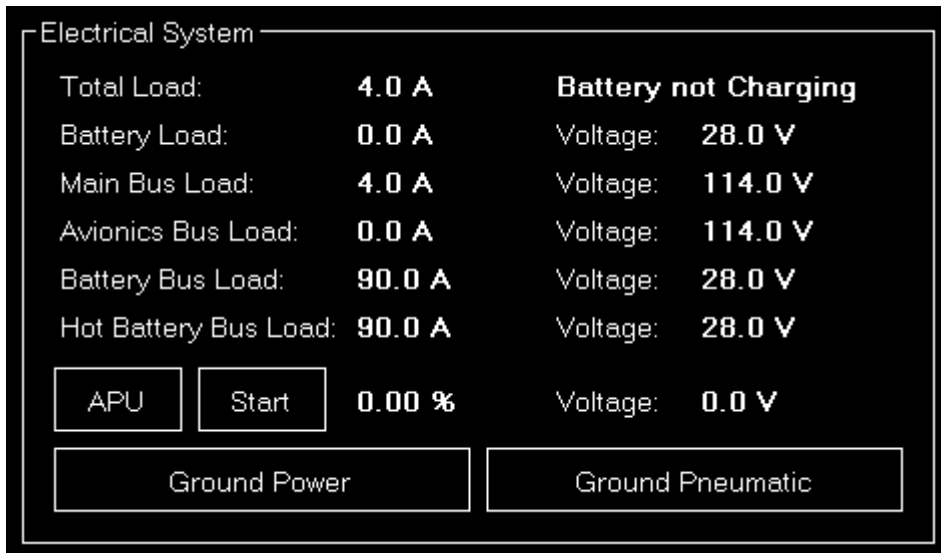 Electrical System
Total Load: 4.0 A Battery not Charging
Battery Load: 0.0 A Voltage: 28.0 V
Main Bus Load: 4.0 A Voltage: 114.0 V
Avionics Bus Load: 0.0 A Voltage: 114.0 V
Battery Bus Load: 90.0 A Voltage: 28.0 V
Hot Battery Bus Load: 90.0 A Voltage: 28.0 V
APU Start 0.00 % Voltage: 0.0 V
Ground Power Ground Pneumatic